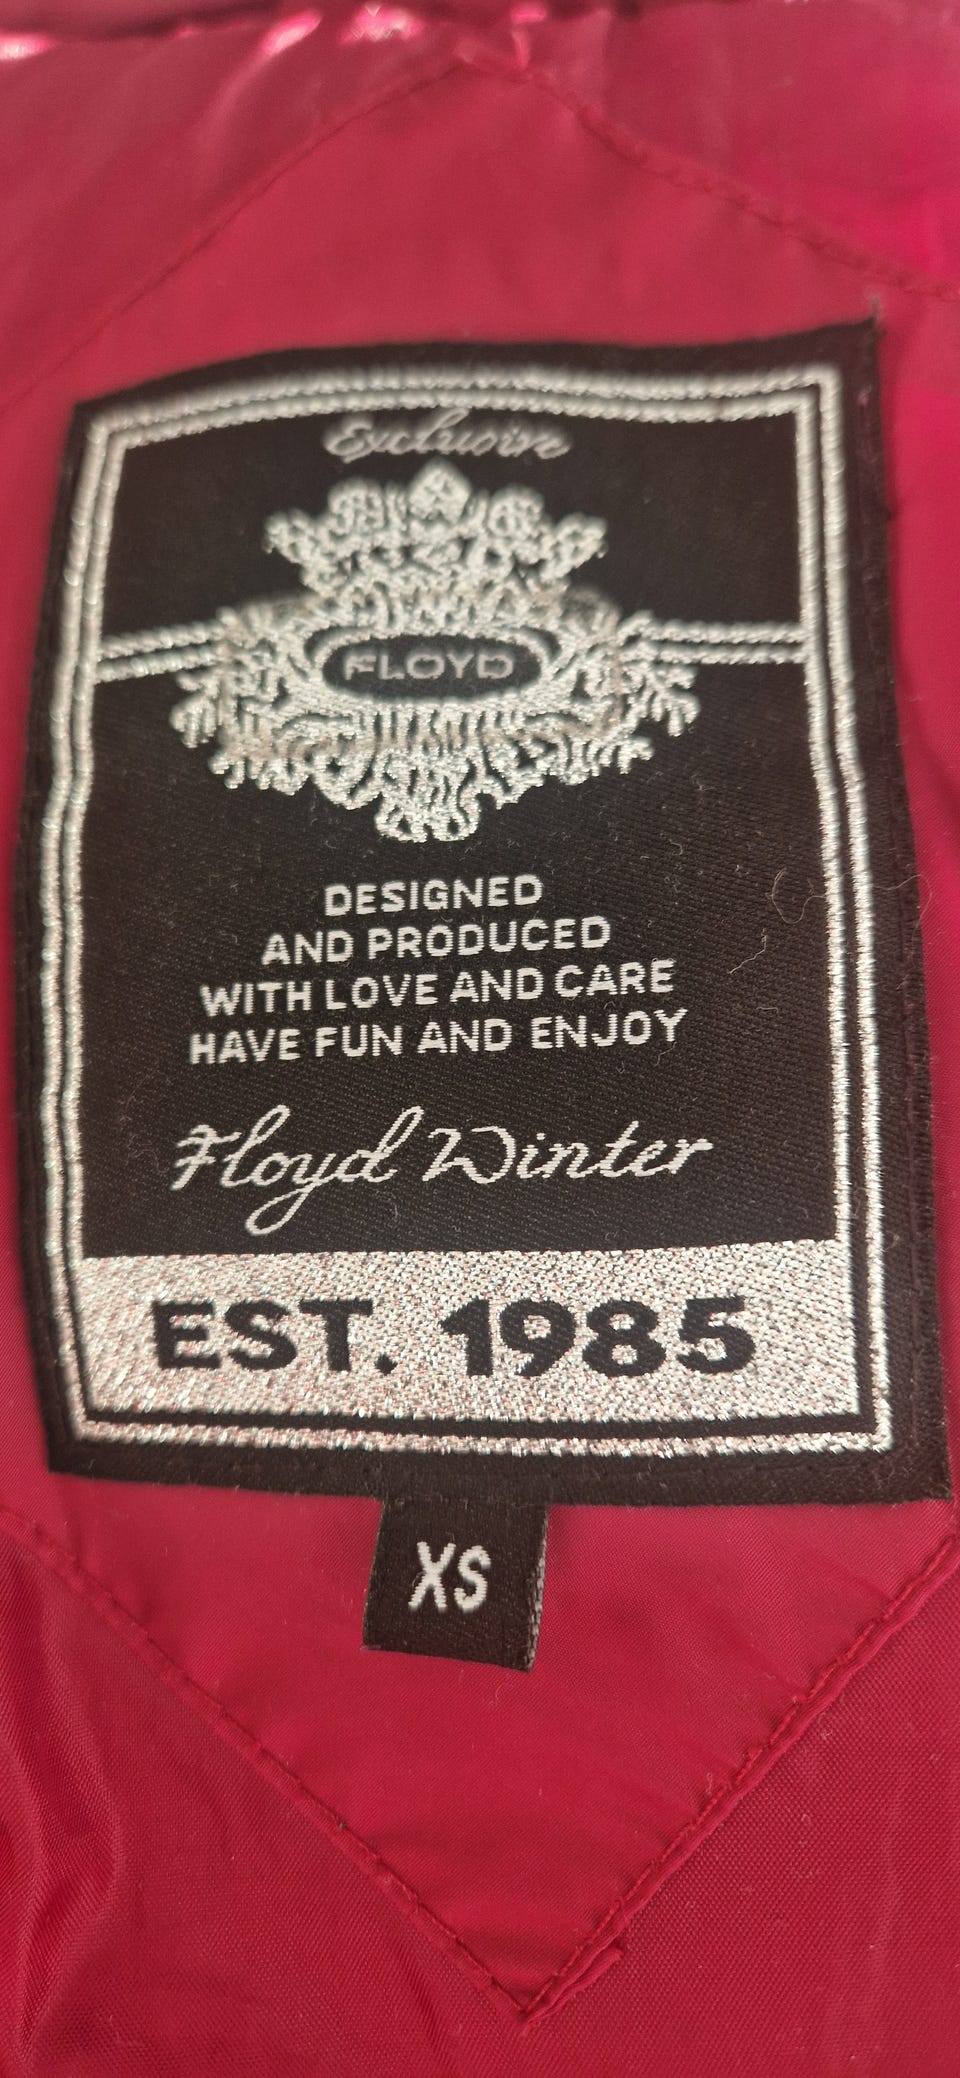 Exclusive
FLOYD
DESIGNED
AND PRODUCED
WITH LOVE AND CARE
HAVE FUN AND ENJOY
Floyd Winter
EST. 1985
XS